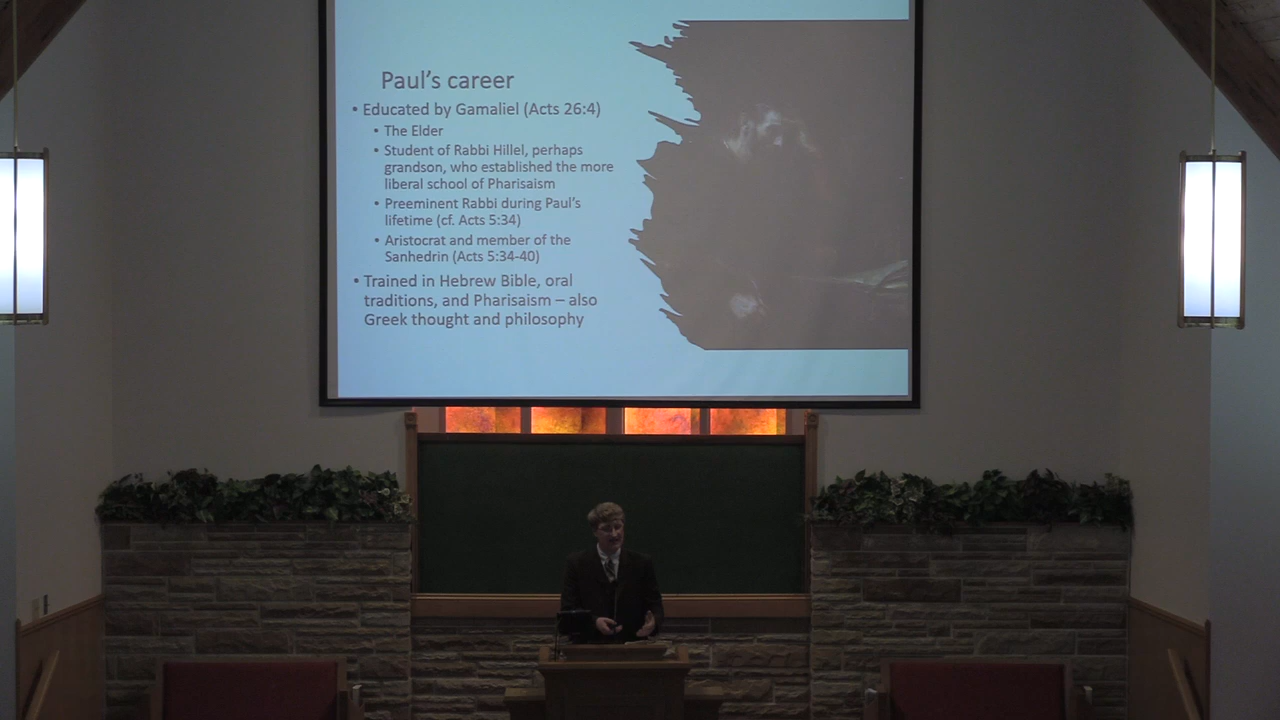 Paul's career
• Educated by Gamaliel (Acts 26:4)
• The Elder
• Student of Rabbi Hillel, perhaps
grandson, who established the more
liberal school of Pharisaism
• Preeminent Rabbi during Paul's
lifetime (cf. Acts 5:34)
• Aristocrat and member of the
Sanhedrin (Acts 5:34-40)
• Trained in Hebrew Bible, oral
traditions, and Pharisaism – also
Greek thought and philosophy